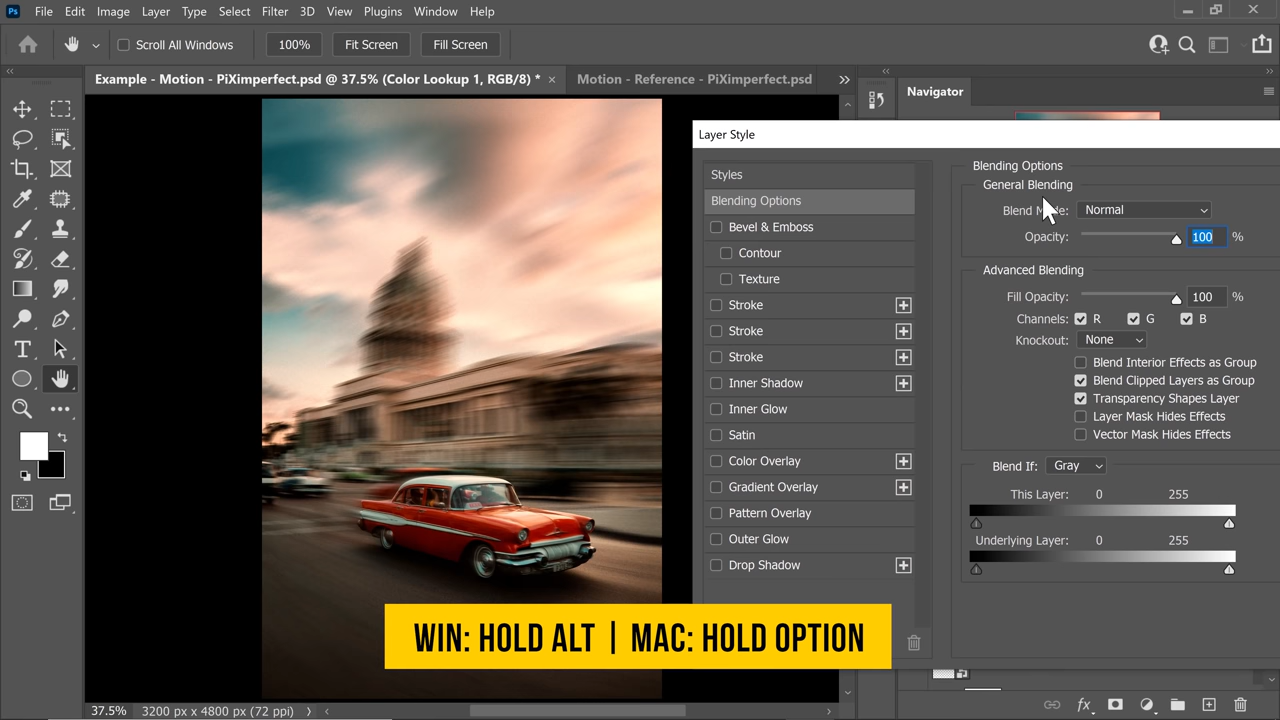 Ps File Edit Image Layer Type Select Filter 3D View Plugins Window Help
Scroll All Windows 100% Fit Screen Fill Screen
Example - Motion - PiXimperfect.psd @ 37.5% (Color Lookup 1, RGB/8) * × Motion - Reference - PiXimperfect.psd
Navigator
Layer Style
Styles
Blending Options
Bevel & Emboss
Contour
Texture
Stroke
Stroke
Stroke
Inner Shadow
Inner Glow
Satin
Color Overlay
Gradient Overlay
Pattern Overlay
Outer Glow
Drop Shadow
Blending Options
General Blending
Blend Mode: Normal
Opacity: 100 %
Advanced Blending
Fill Opacity: 100 %
Channels: R G B
Knockout: None
Blend Interior Effects as Group
Blend Clipped Layers as Group
Transparency Shapes Layer
Layer Mask Hides Effects
Vector Mask Hides Effects
Blend If: Gray
This Layer: 0 255
Underlying Layer: 0 255
WIN: HOLD ALT | MAC: HOLD OPTION
37.5% 3200 px x 4800 px (72 ppi)
fx